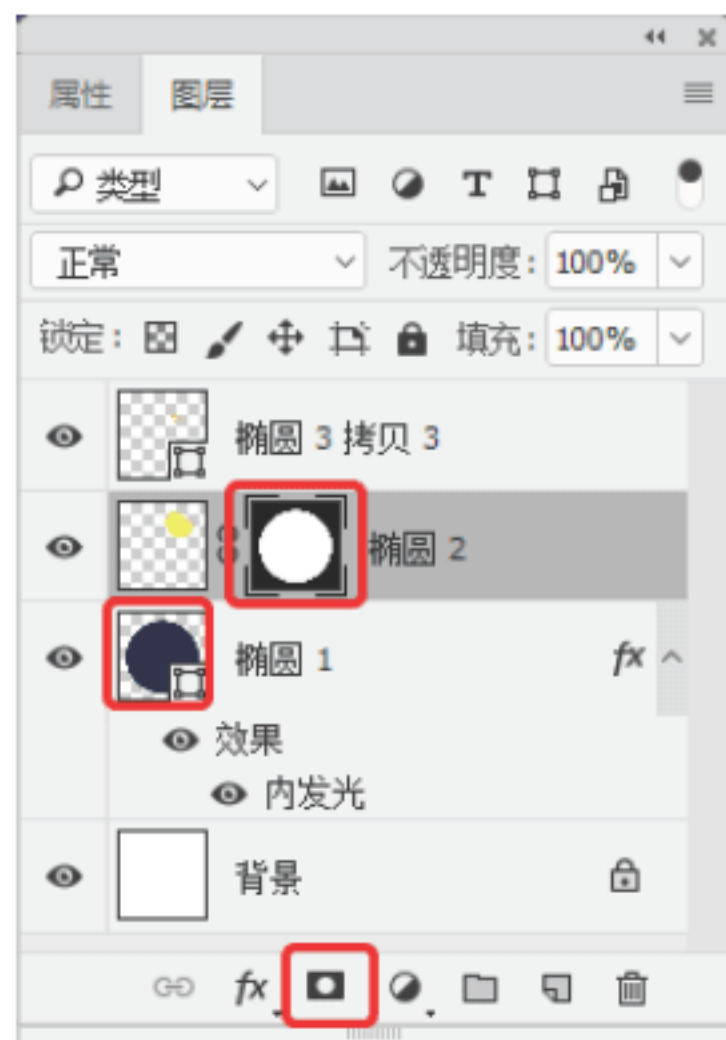 属性 图层
类型
正常 不透明度: 100%
锁定: 填充: 100%
椭圆 3 拷贝 3
椭圆 2
椭圆 1 fx
效果
内发光
背景
fx